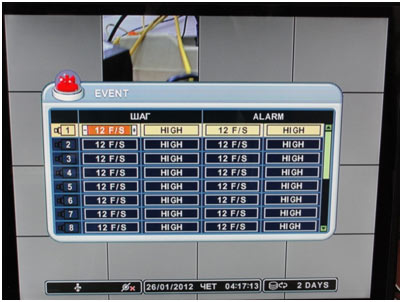 EVENT
ШАГ ALARM
1 12 F/S HIGH 12 F/S HIGH
2 12 F/S HIGH 12 F/S HIGH
3 12 F/S HIGH 12 F/S HIGH
4 12 F/S HIGH 12 F/S HIGH
5 12 F/S HIGH 12 F/S HIGH
6 12 F/S HIGH 12 F/S HIGH
7 12 F/S HIGH 12 F/S HIGH
8 12 F/S HIGH 12 F/S HIGH
26/01/2012 ЧЕТ 04:17:13 2 DAYS